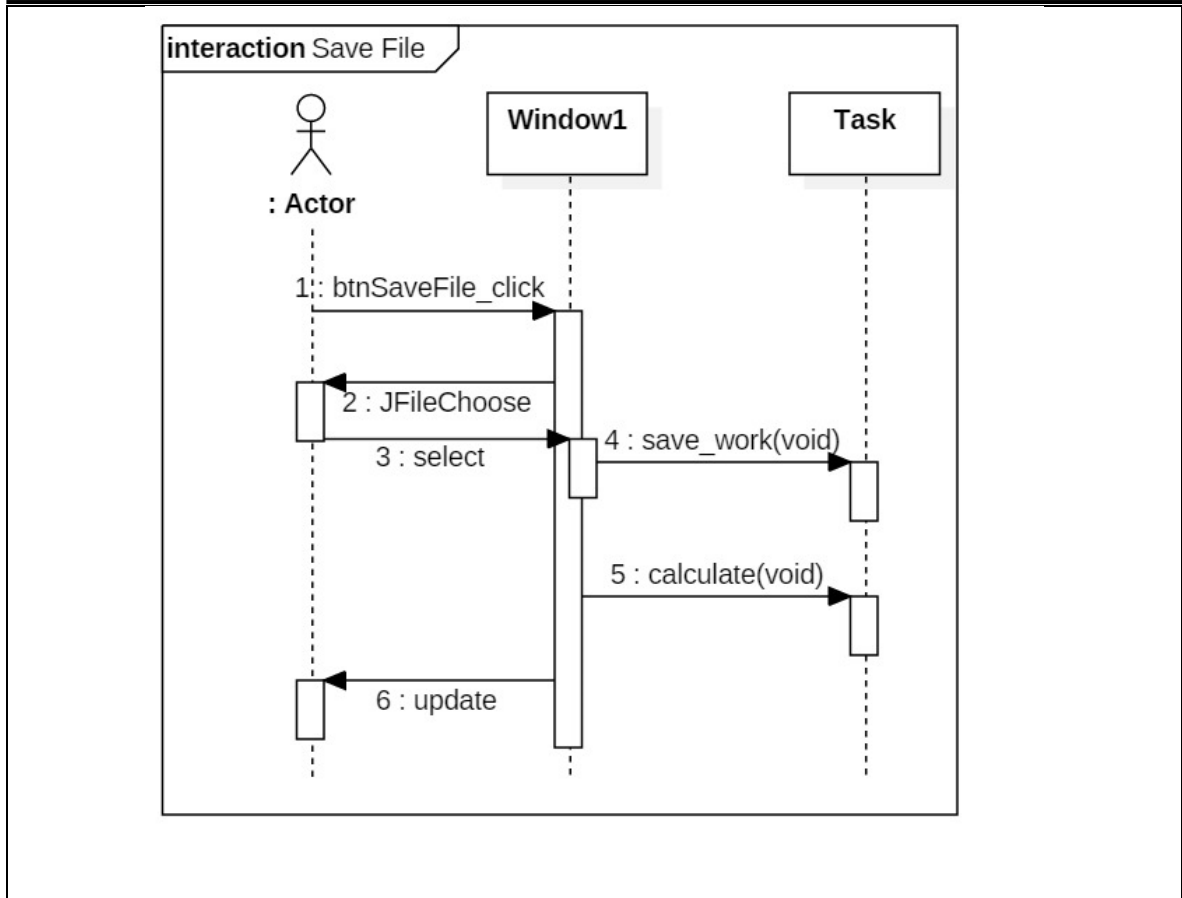 interaction Save File
Window1
Task
: Actor
1 : btnSaveFile_click
2 : JFileChoose
3 : select
4 : save_work(void)
5 : calculate(void)
6 : update